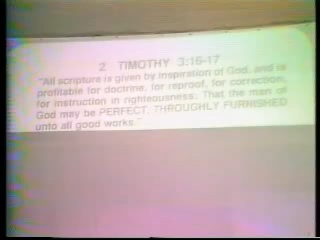 2 TIMOTHY 3:16-17
"All scripture is given by inspiration of God, and is
profitable for doctrine, for reproof, for correction,
for instruction in righteousness: That the man of
God may be PERFECT, THROUGHLY FURNISHED
unto all good works."